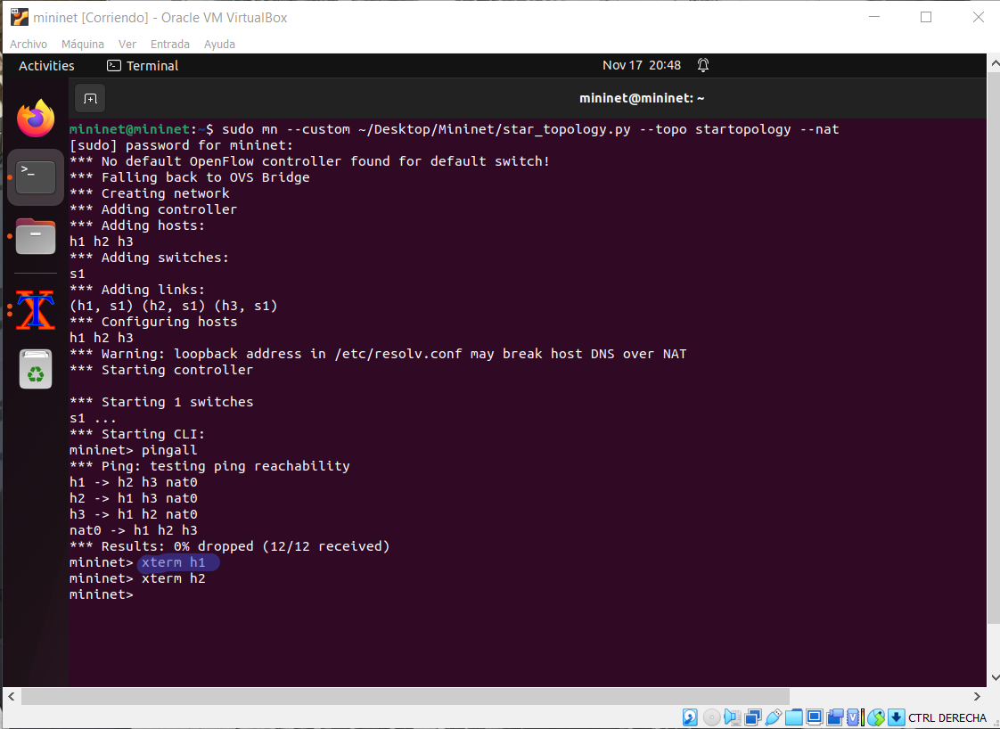 mininet [Corriendo] - Oracle VM VirtualBox
Archivo Máquina Ver Entrada Ayuda
Activities Terminal Nov 17 20:48
mininet@mininet: ~
mininet@mininet:~$ sudo mn --custom ~/Desktop/Mininet/star_topology.py --topo startopology --nat
[sudo] password for mininet:
*** No default OpenFlow controller found for default switch!
*** Falling back to OVS Bridge
*** Creating network
*** Adding controller
*** Adding hosts:
h1 h2 h3
*** Adding switches:
s1
*** Adding links:
(h1, s1) (h2, s1) (h3, s1)
*** Configuring hosts
h1 h2 h3
*** Warning: loopback address in /etc/resolv.conf may break host DNS over NAT
*** Starting controller
*** Starting 1 switches
s1 ...
*** Starting CLI:
mininet> pingall
*** Ping: testing ping reachability
h1 -> h2 h3 nat0
h2 -> h1 h3 nat0
h3 -> h1 h2 nat0
nat0 -> h1 h2 h3
*** Results: 0% dropped (12/12 received)
mininet> xterm h1
mininet> xterm h2
mininet>
CTRL DERECHA